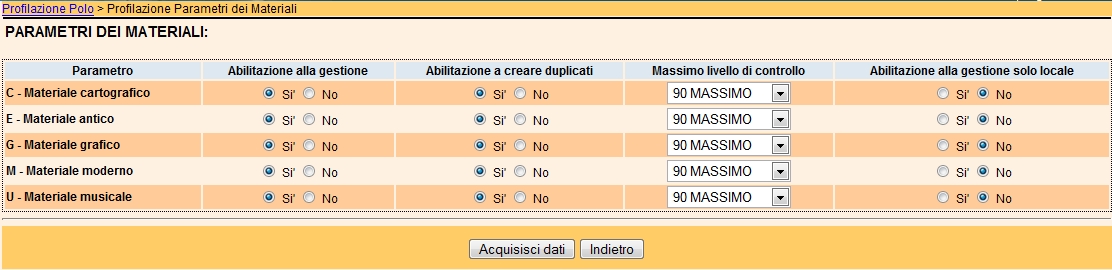 Profilazione Polo > Profilazione Parametri dei Materiali
PARAMETRI DEI MATERIALI:
Parametro Abilitazione alla gestione Abilitazione a creare duplicati Massimo livello di controllo Abilitazione alla gestione solo locale
C - Materiale cartografico Si' No Si' No 90 MASSIMO Si' No
E - Materiale antico Si' No Si' No 90 MASSIMO Si' No
G - Materiale grafico Si' No Si' No 90 MASSIMO Si' No
M - Materiale moderno Si' No Si' No 90 MASSIMO Si' No
U - Materiale musicale Si' No Si' No 90 MASSIMO Si' No
Acquisisci dati Indietro